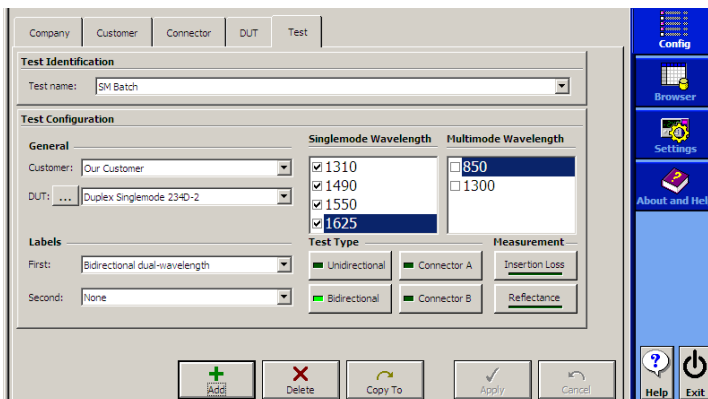 Company Customer Connector DUT Test
Test Identification
Test name: SM Batch
Test Configuration
General
Customer: Our Customer
DUT: ... Duplex Singlemode 234D-2
Singlemode Wavelength
1310
1490
1550
1625
Multimode Wavelength
850
1300
Labels
First: Bidirectional dual-wavelength
Second: None
Test Type
Unidirectional Connector A
Bidirectional Connector B
Measurement
Insertion Loss
Reflectance
Add Delete Copy To Apply Cancel
Config
Browser
Settings
About and Hel
? 
Help Exit